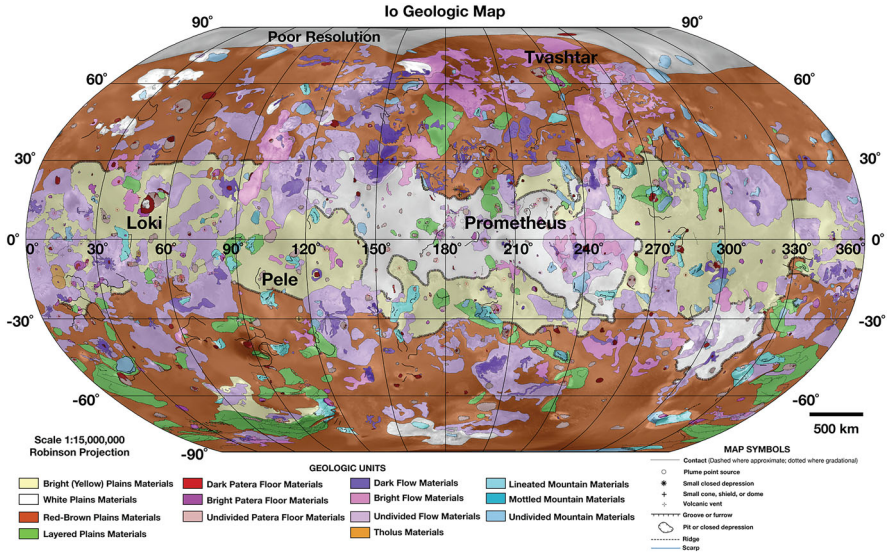 Io Geologic Map
90°
90°
Poor Resolution
Tvashtar
60°
60°
30°
30°
Loki
Prometheus
0°
0°
0° 30° 60° 90° 120° 150° 180° 210° 240° 270° 300° 330° 360°
Pele
-30°
-30°
-60°
-60°
500 km
Scale 1:15,000,000
Robinson Projection
-90°
GEOLOGIC UNITS
Bright (Yellow) Plains Materials
White Plains Materials
Red-Brown Plains Materials
Layered Plains Materials
Dark Patera Floor Materials
Bright Patera Floor Materials
Undivided Patera Floor Materials
Dark Flow Materials
Bright Flow Materials
Undivided Flow Materials
Tholus Materials
Lineated Mountain Materials
Mottled Mountain Materials
Undivided Mountain Materials
MAP SYMBOLS
Contact (Dashed where approximate; dotted where gradational)
Plume point source
Small closed depression
Small cone, shield, or dome
Volcanic vent
Groove or furrow
Pit or closed depression
Ridge
Scarp